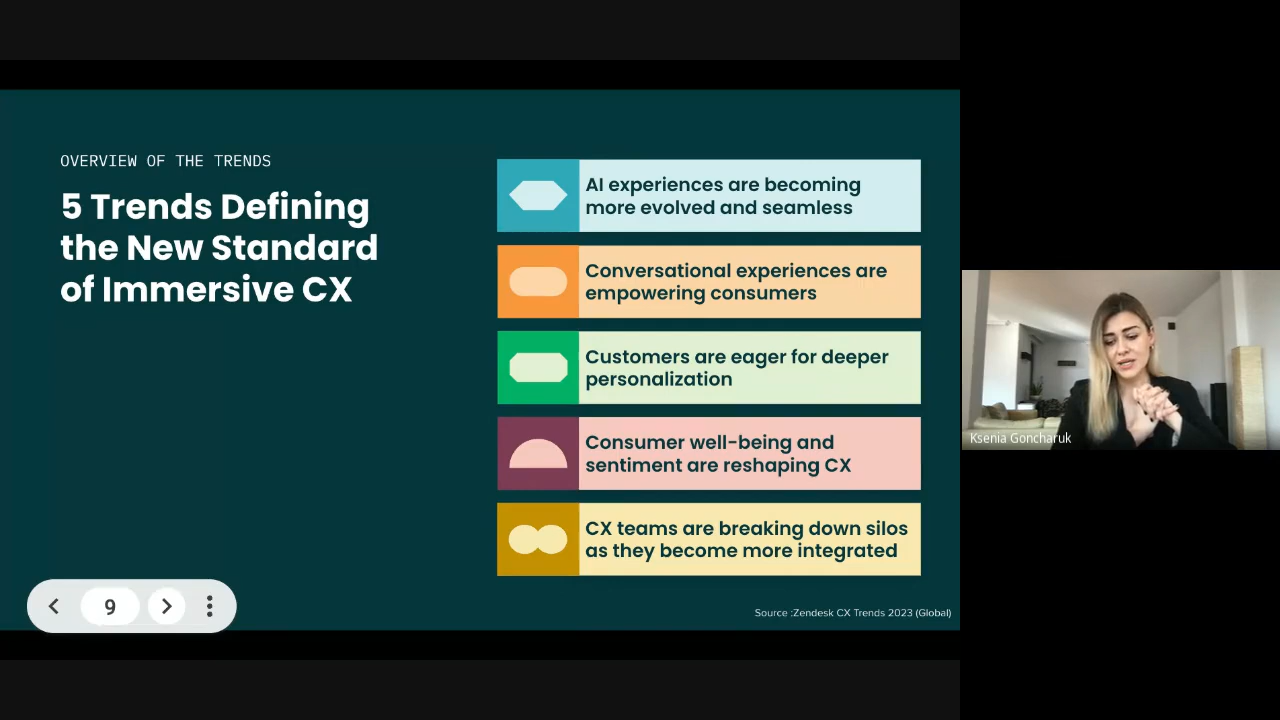 OVERVIEW OF THE TRENDS
5 Trends Defining
the New Standard
of Immersive CX
AI experiences are becoming
more evolved and seamless
Conversational experiences are
empowering consumers
Customers are eager for deeper
personalization
Consumer well-being and
sentiment are reshaping CX
CX teams are breaking down silos
as they become more integrated
9
Source :Zendesk CX Trends 2023 (Global)
Ksenia Goncharuk